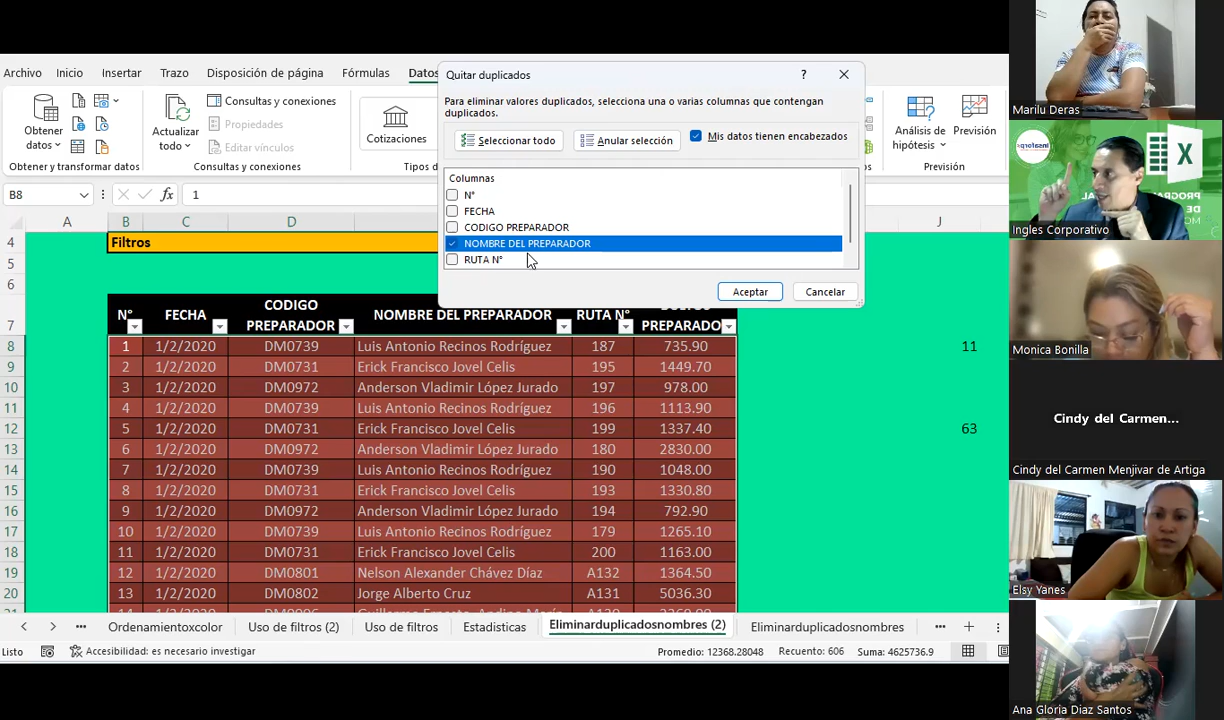 Archivo Inicio Insertar Trazo Disposición de página Fórmulas Datos
Obtener
datos
Obtener y transformar datos
Actualizar
todo
Consultas y conexiones
Propiedades
Editar vínculos
Consultas y conexiones
Cotizaciones
Análisis de
hipótesis
Previsión
Previsión
Quitar duplicados
?
Para eliminar valores duplicados, selecciona una o varias columnas que contengan
duplicados.
Seleccionar todo
Anular selección
Mis datos tienen encabezados
Columnas
N°
FECHA
CODIGO PREPARADOR
NOMBRE DEL PREPARADOR
RUTA N°
Aceptar Cancelar
B8 fx 1
A B C D J
4 Filtros
5
6
7 N° FECHA CODIGO PREPARADOR NOMBRE DEL PREPARADOR RUTA N° PREPARADO
8 1 1/2/2020 DM0739 Luis Antonio Recinos Rodríguez 187 735.90 11
9 2 1/2/2020 DM0731 Erick Francisco Jovel Celis 195 1449.70
10 3 1/2/2020 DM0972 Anderson Vladimir López Jurado 197 978.00
11 4 1/2/2020 DM0739 Luis Antonio Recinos Rodríguez 196 1113.90
12 5 1/2/2020 DM0731 Erick Francisco Jovel Celis 199 1337.40 63
13 6 1/2/2020 DM0972 Anderson Vladimir López Jurado 180 2830.00
14 7 1/2/2020 DM0739 Luis Antonio Recinos Rodríguez 190 1048.00
15 8 1/2/2020 DM0731 Erick Francisco Jovel Celis 193 1330.80
16 9 1/2/2020 DM0972 Anderson Vladimir López Jurado 194 792.90
17 10 1/2/2020 DM0739 Luis Antonio Recinos Rodríguez 179 1265.10
18 11 1/2/2020 DM0731 Erick Francisco Jovel Celis 200 1163.00
19 12 1/2/2020 DM0801 Nelson Alexander Chávez Díaz A132 1364.50
20 13 1/2/2020 DM0802 Jorge Alberto Cruz A131 5036.30
Ordenamientoxcolor Uso de filtros (2) Uso de filtros Estadisticas Eliminarduplicadosnombres (2) Eliminarduplicadosnombres
Listo Accesibilidad: es necesario investigar Promedio: 12368.28048 Recuento: 606 Suma: 4625736.9
Marilu Deras
X
Ingles Corporativo
Monica Bonilla
Cindy del Carmen...
Cindy del Carmen Menjivar de Artiga
Elsy Yanes
Ana Gloria Diaz Santos